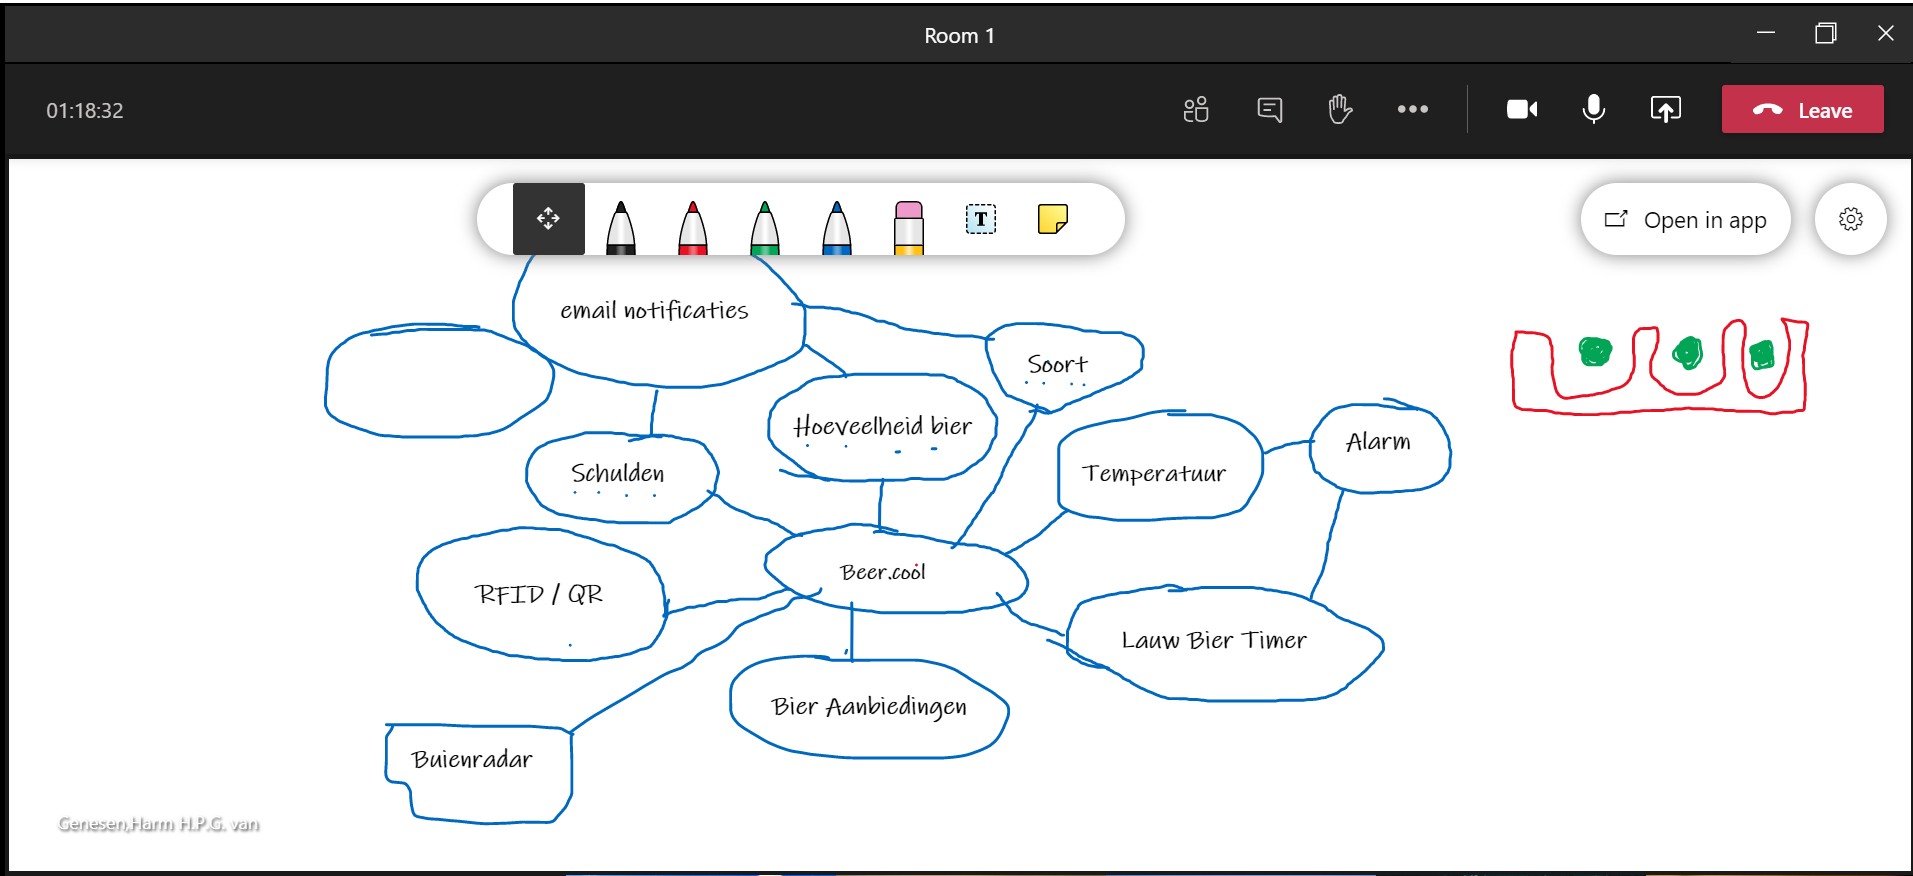 Room 1
01:18:32
Leave
T
Open in app
email notificaties
Soort
Hoeveelheid bier
Alarm
Schulden
Temperatuur
Beer.cool
RFID / QR
Lauw Bier Timer
Bier Aanbiedingen
Buienradar
Genesen,Harm H.P.G. van